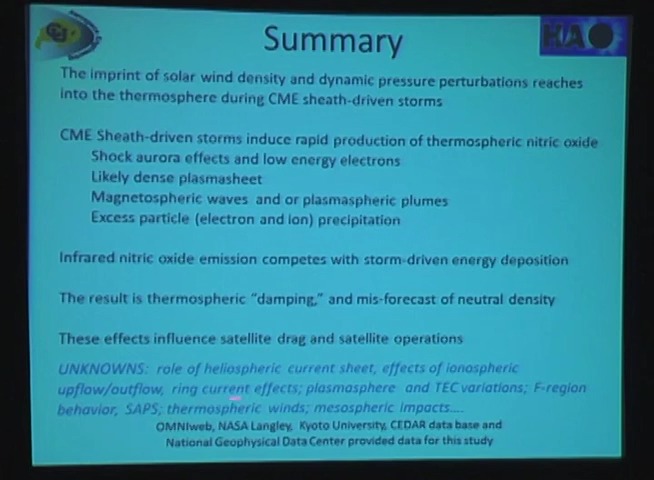 CU
HAO
Summary
The imprint of solar wind density and dynamic pressure perturbations reaches
into the thermosphere during CME sheath-driven storms
CME Sheath-driven storms induce rapid production of thermospheric nitric oxide
Shock aurora effects and low energy electrons
Likely dense plasmasheet
Magnetospheric waves and or plasmaspheric plumes
Excess particle (electron and ion) precipitation
Infrared nitric oxide emission competes with storm-driven energy deposition
The result is thermospheric “damping,” and mis-forecast of neutral density
These effects influence satellite drag and satellite operations
UNKNOWNS: role of heliospheric current sheet, effects of ionospheric
upflow/outflow, ring current effects; plasmasphere and TEC variations; F-region
behavior, SAPS; thermospheric winds; mesospheric impacts....
OMNIweb, NASA Langley, Kyoto University, CEDAR data base and
National Geophysical Data Center provided data for this study